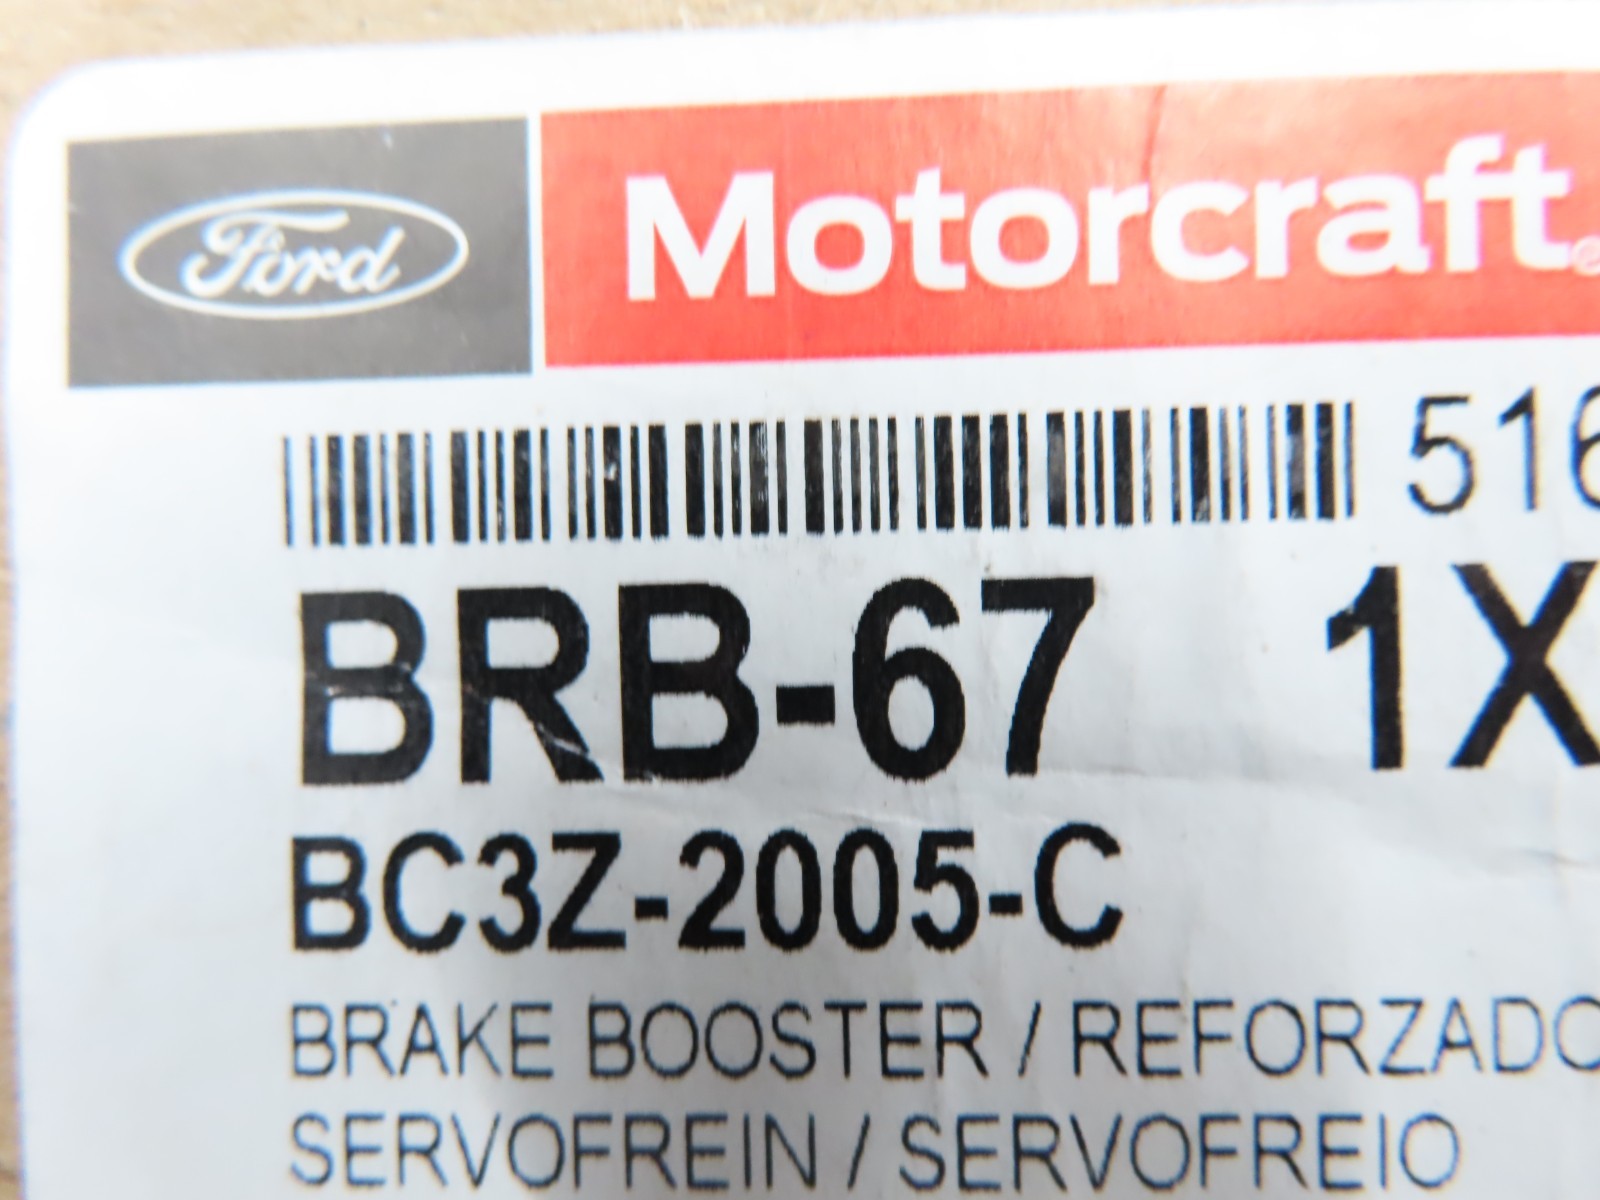 Ford Motorcraft®
516
BRB-67 1X
BC3Z-2005-C
BRAKE BOOSTER / REFORZADO
SERVOFREIN / SERVOFREIO